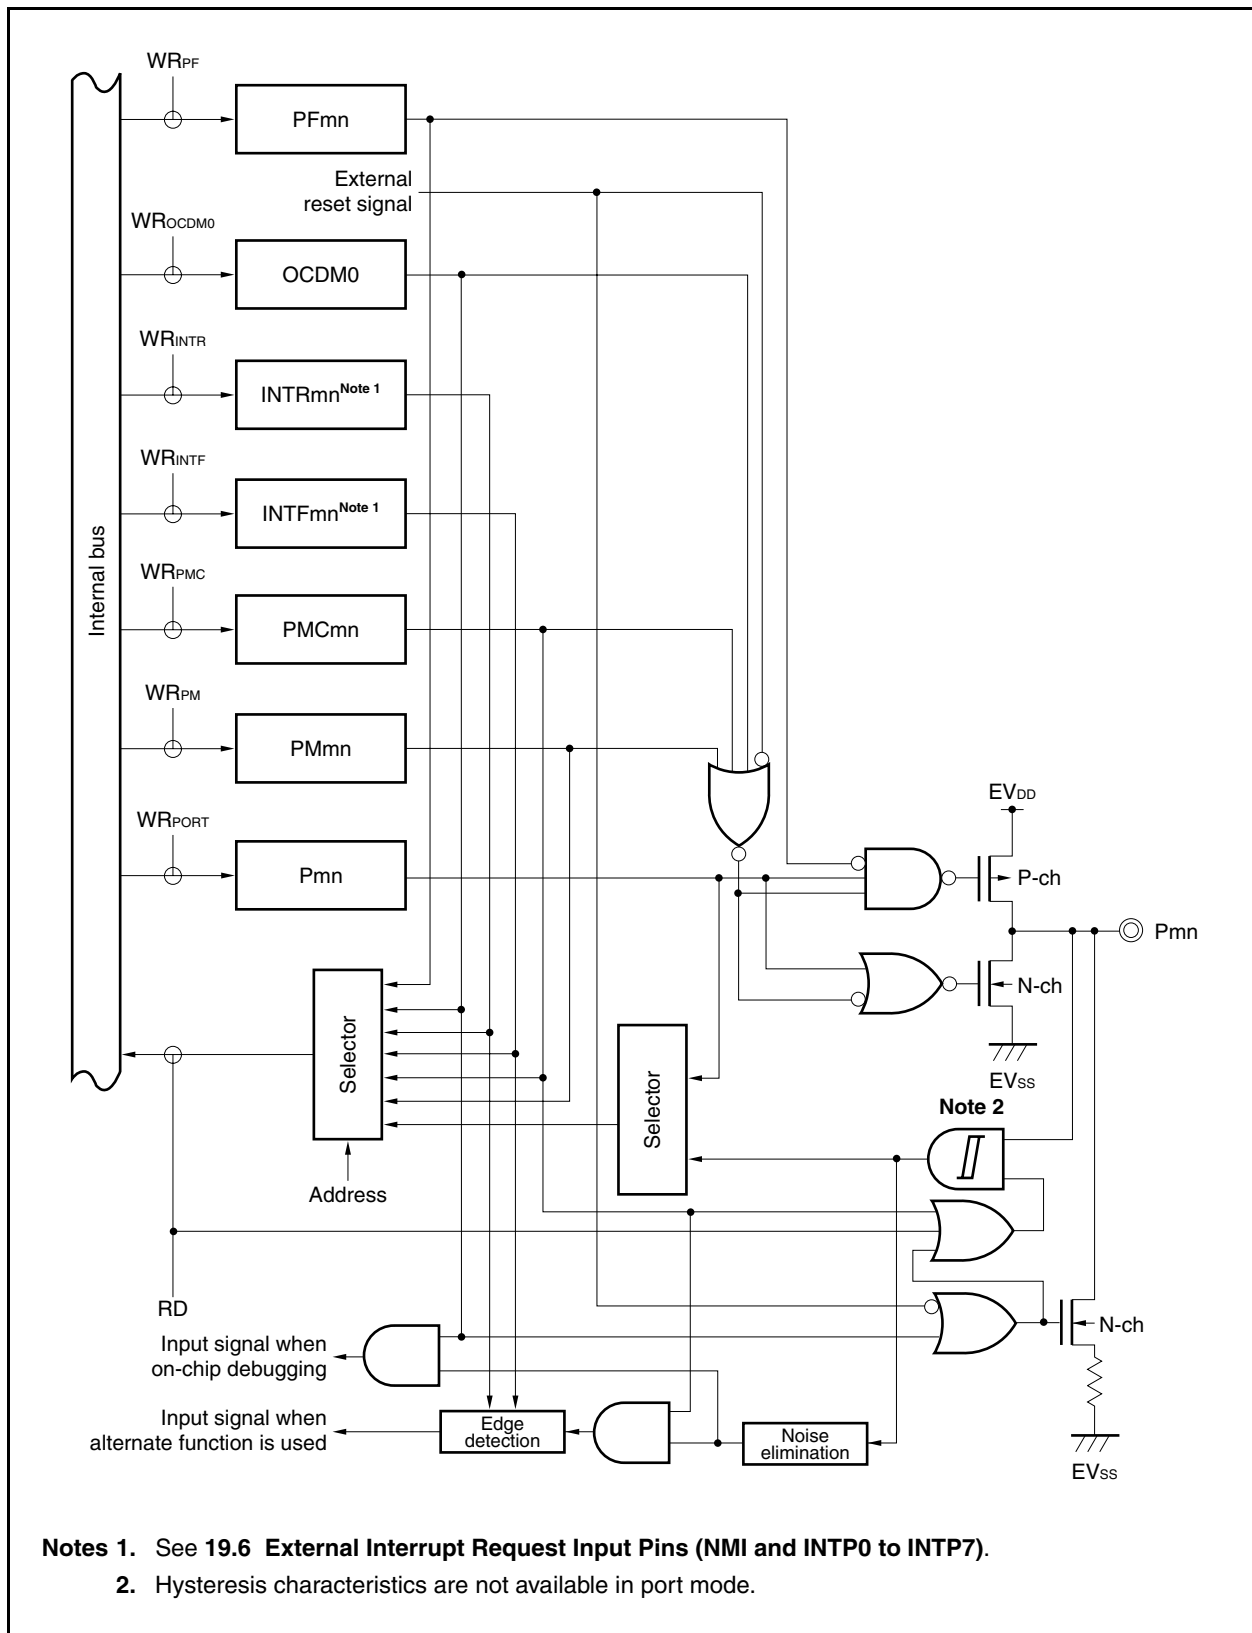 WRPF
PFmn
External
reset signal
WROCDM0
OCDM0
WRINTR
INTRmnNote 1
WRINTF
INTFmnNote 1
Internal bus
WRPMC
PMCmn
WRPM
PMmn
EVDD
WRPORT
Pmn
P-ch
Pmn
N-ch
Selector
Selector
EVSS
Note 2
Address
RD
N-ch
Input signal when
on-chip debugging
Input signal when
alternate function is used
Edge
detection
Noise
elimination
EVSS
Notes 1. See 19.6 External Interrupt Request Input Pins (NMI and INTP0 to INTP7).
2. Hysteresis characteristics are not available in port mode.